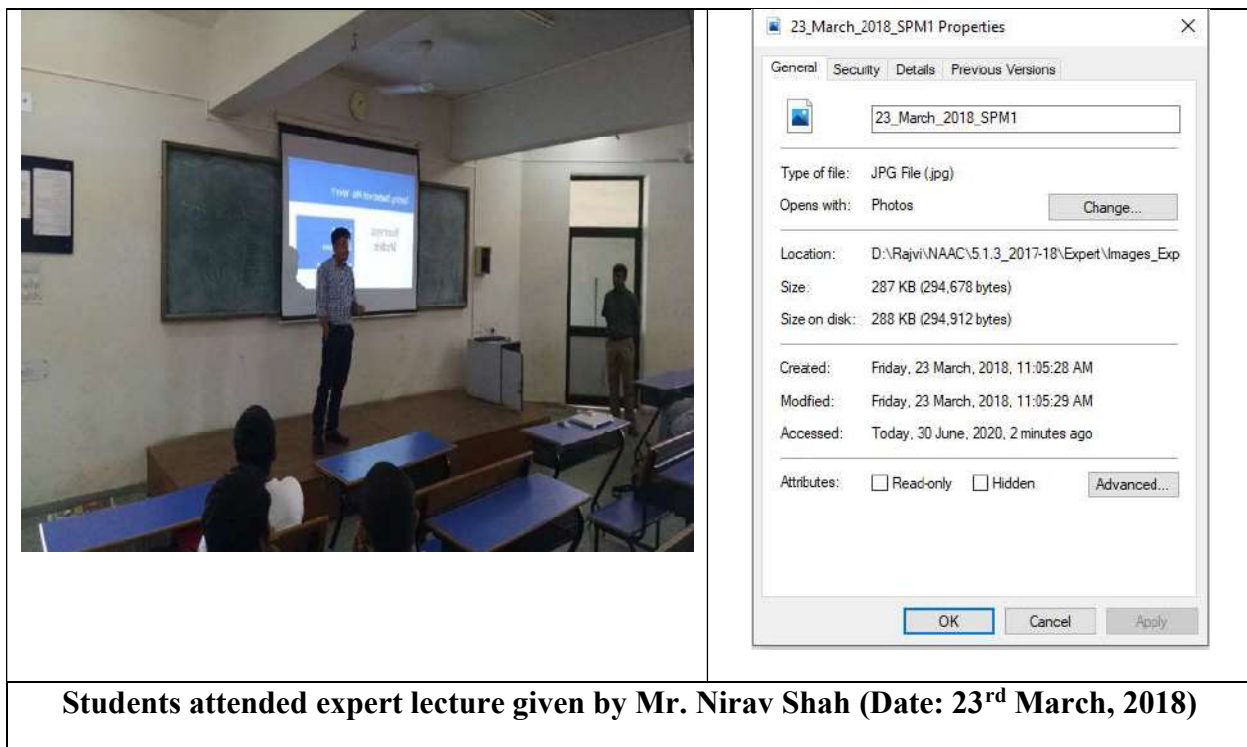 23_March_2018_SPM1 Properties
General Security Details Previous Versions
23_March_2018_SPM1
Type of file: JPG File (.jpg)
Opens with: Photos Change...
Location: D:\Rajvi\NAAC\5.1.3_2017-18\Expert\Images_Exp
Size: 287 KB (294,678 bytes)
Size on disk: 288 KB (294,912 bytes)
Created: Friday, 23 March, 2018, 11:05:28 AM
Modified: Friday, 23 March, 2018, 11:05:29 AM
Accessed: Today, 30 June, 2020, 2 minutes ago
Attributes: Read-only Hidden Advanced...
OK Cancel Apply
Students attended expert lecture given by Mr. Nirav Shah (Date: 23rd March, 2018)